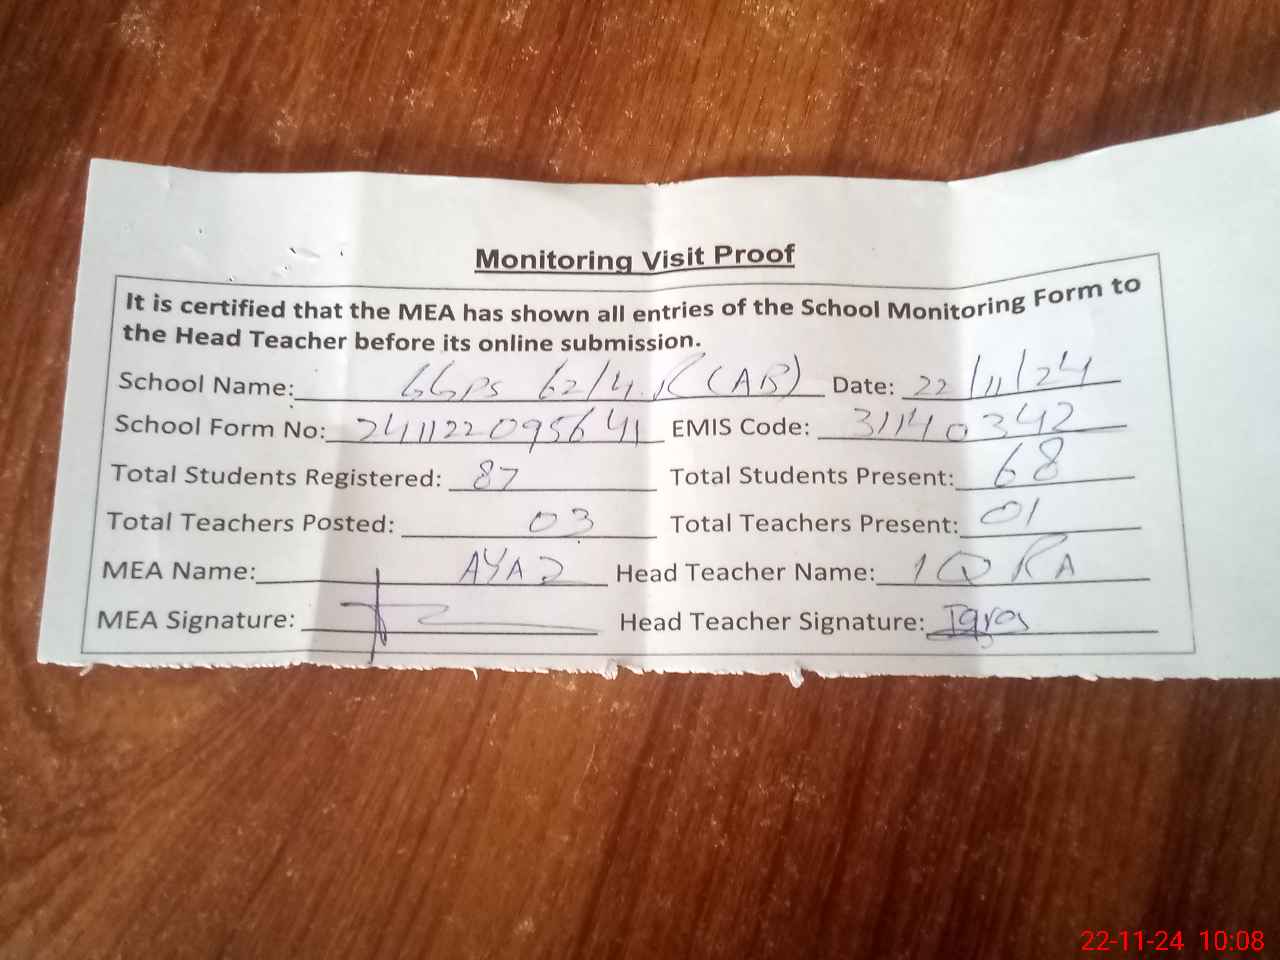 Monitoring Visit Proof
It is certified that the MEA has shown all entries of the School Monitoring Form to
the Head Teacher before its online submission.
School Name: GGPS 62/4.R (AB) Date: 22/11/24
School Form No: 241122095641 EMIS Code: 31140342
Total Students Registered: 87 Total Students Present: 68
Total Teachers Posted: 03 Total Teachers Present: 01
MEA Name: AYAZ Head Teacher Name: IQRA
MEA Signature: Head Teacher Signature: Iqra
22-11-24 10:08